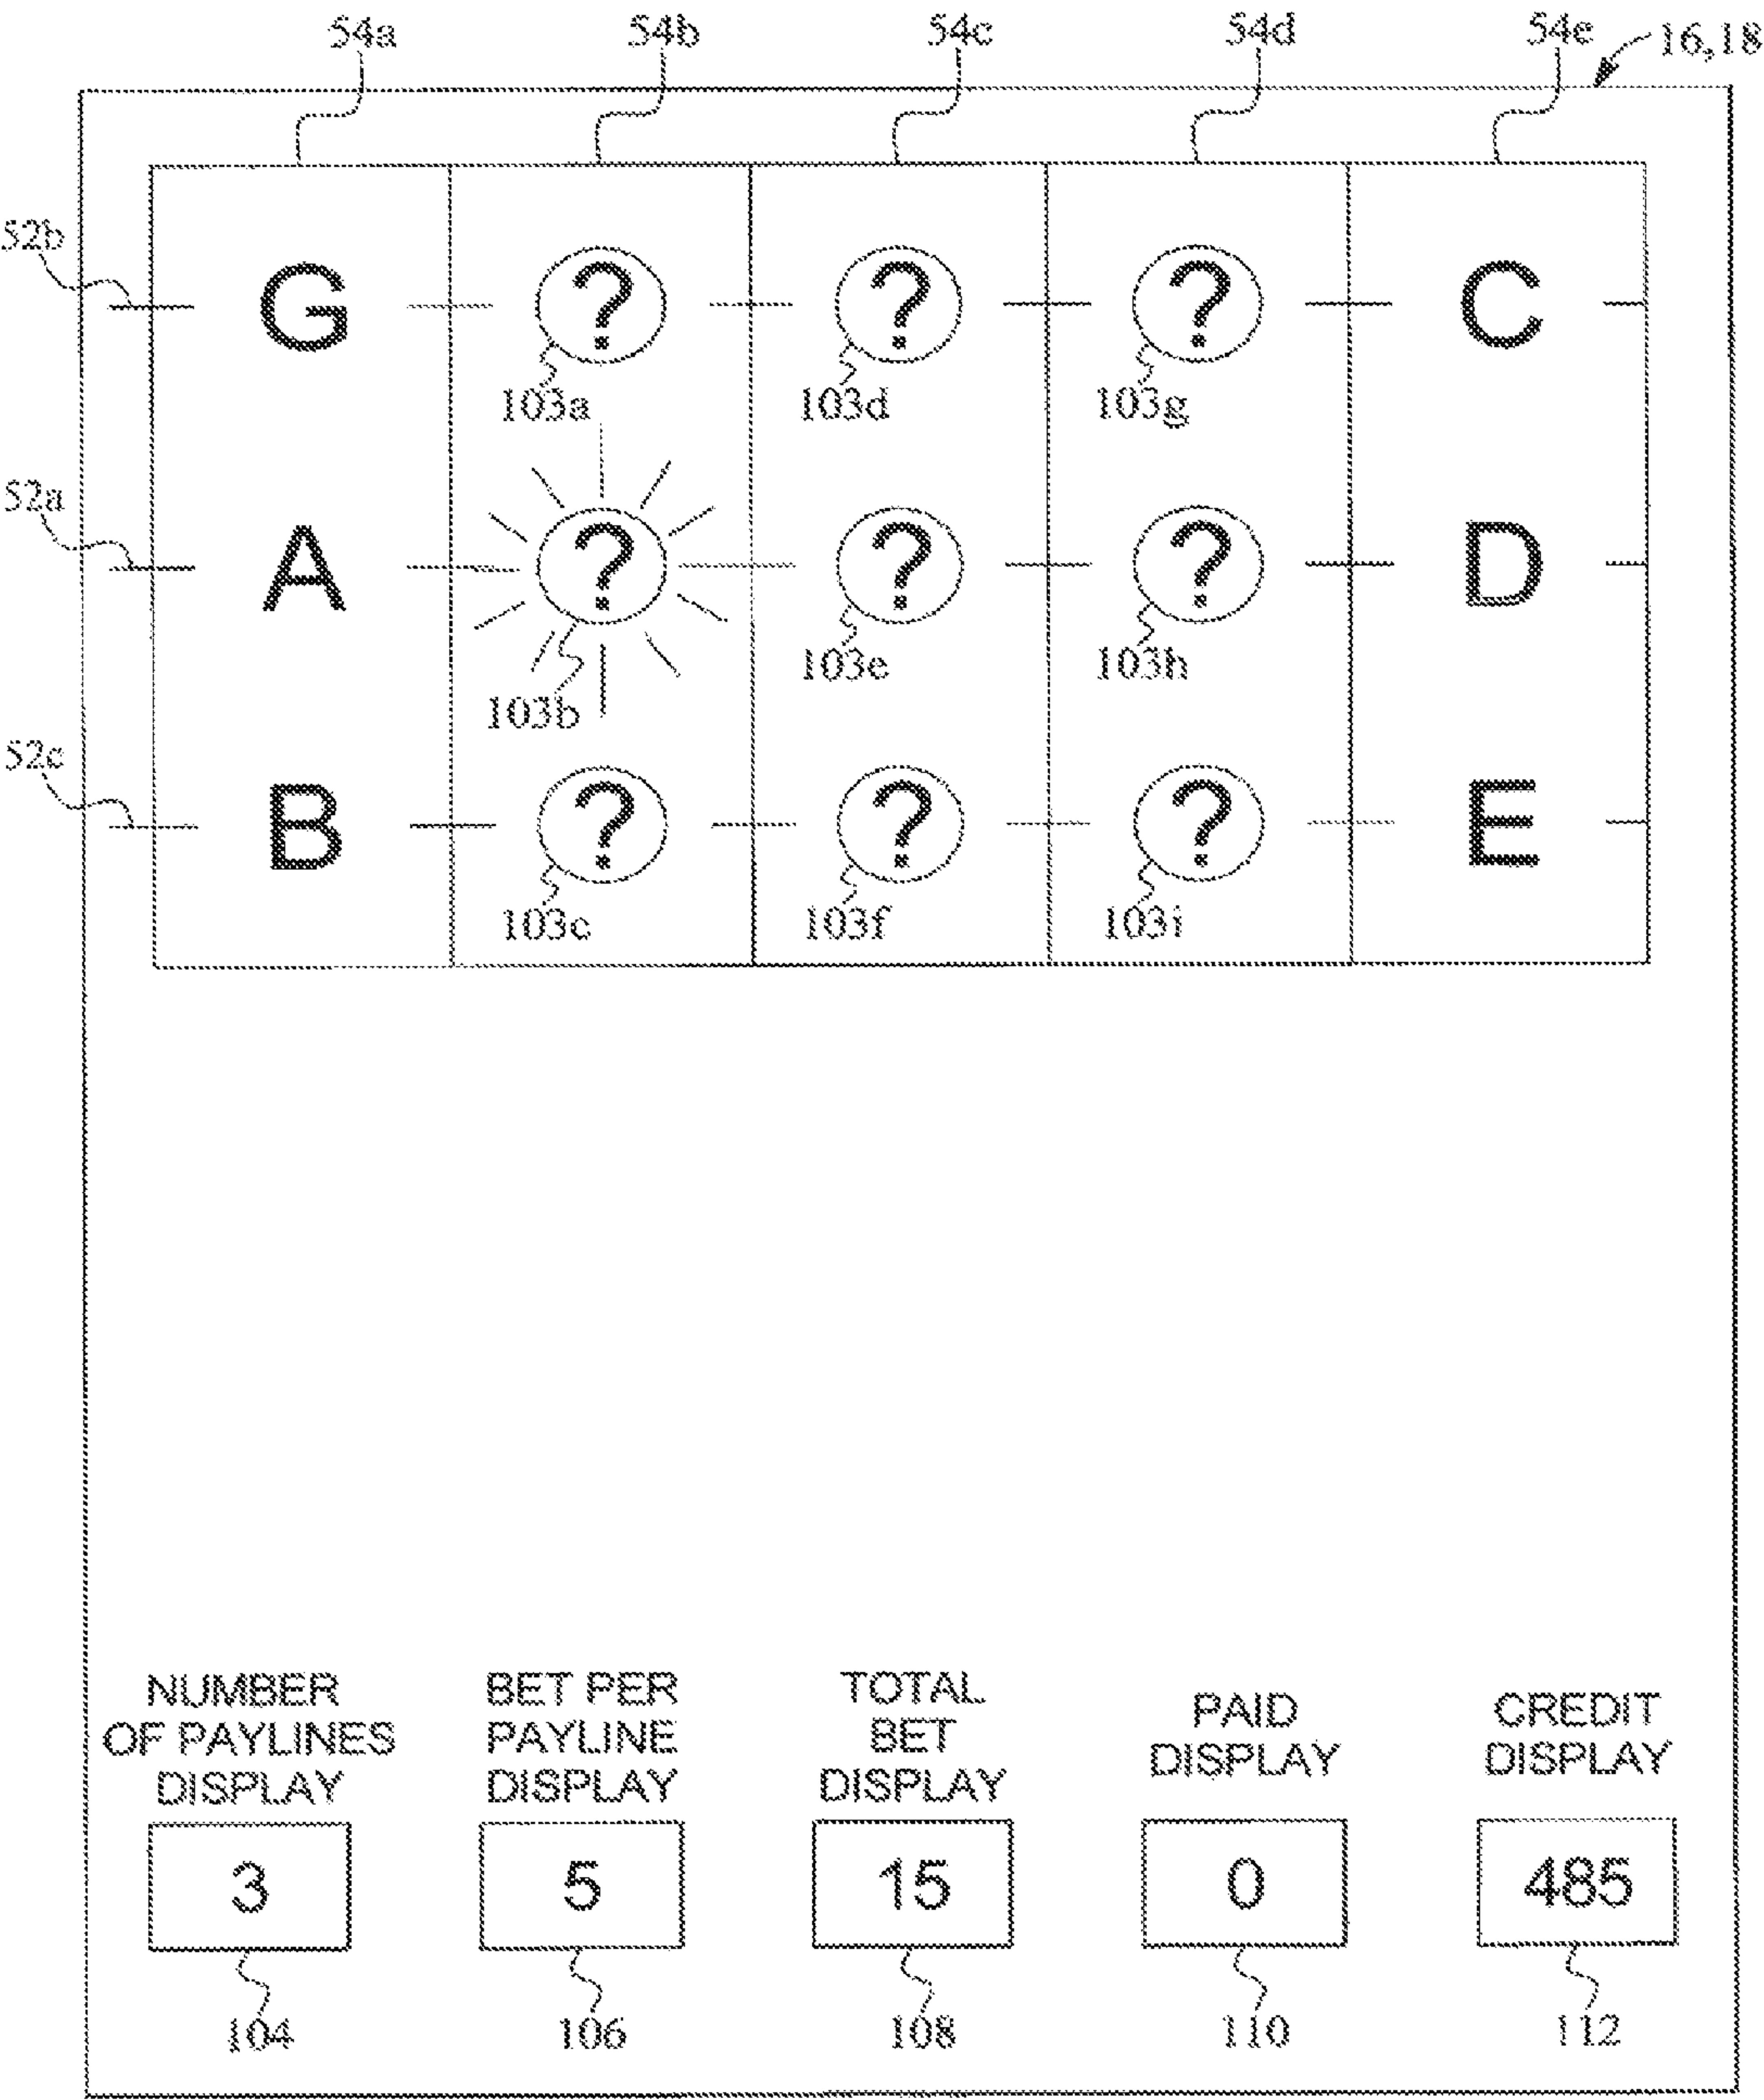 54a 54b 54c 54d 54e 16,18
52b G ? ? ? C
103a 103d 103g
52a A ? ? ? D
103e 103h
103b
52c B ? ? ? E
103c 103f 103i
NUMBER OF PAYLINES DISPLAY
BET PER PAYLINE DISPLAY
TOTAL BET DISPLAY
PAID DISPLAY
CREDIT DISPLAY
3 5 15 0 485
104 106 108 110 112